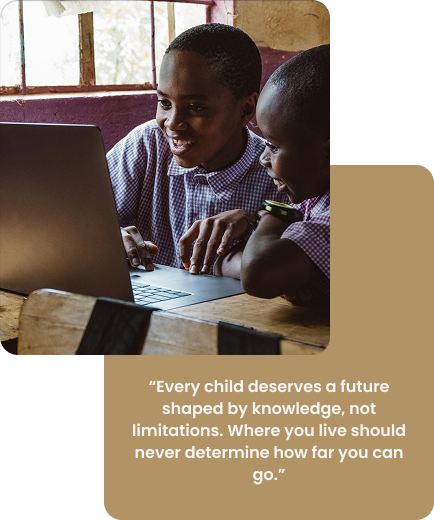 “Every child deserves a future
shaped by knowledge, not
limitations. Where you live should
never determine how far you can
go.”